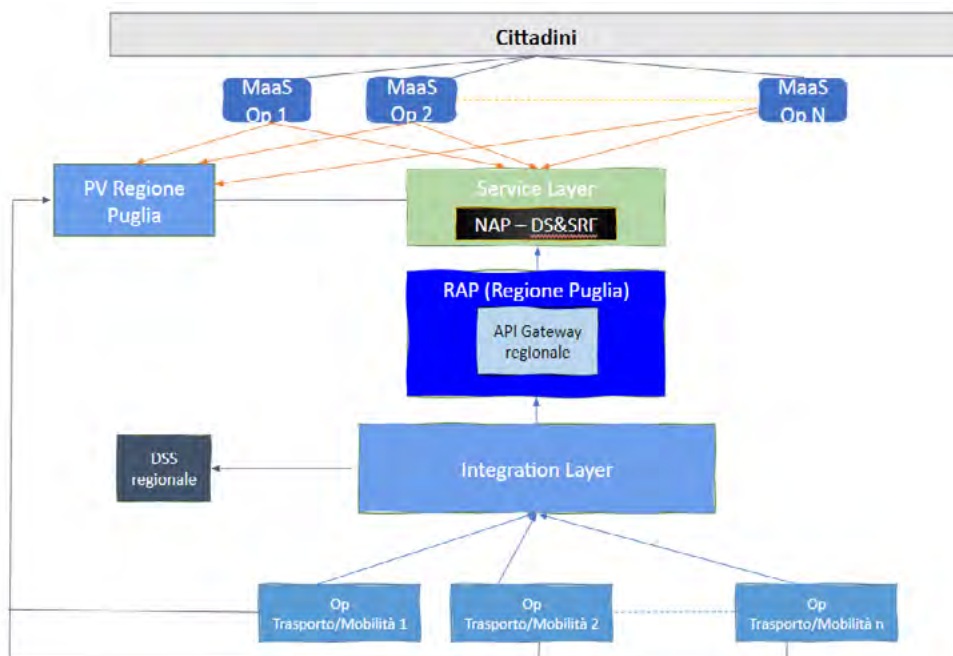 Cittadini
MaaS
Op 1
MaaS
Op 2
MaaS
Op N
PV Regione
Puglia
Service Layer
NAP – DS&SRF
RAP (Regione Puglia)
API Gateway
regionale
DSS
regionale
Integration Layer
Op
Trasporto/Mobilità 1
Op
Trasporto/Mobilità 2
Op
Trasporto/Mobilità n